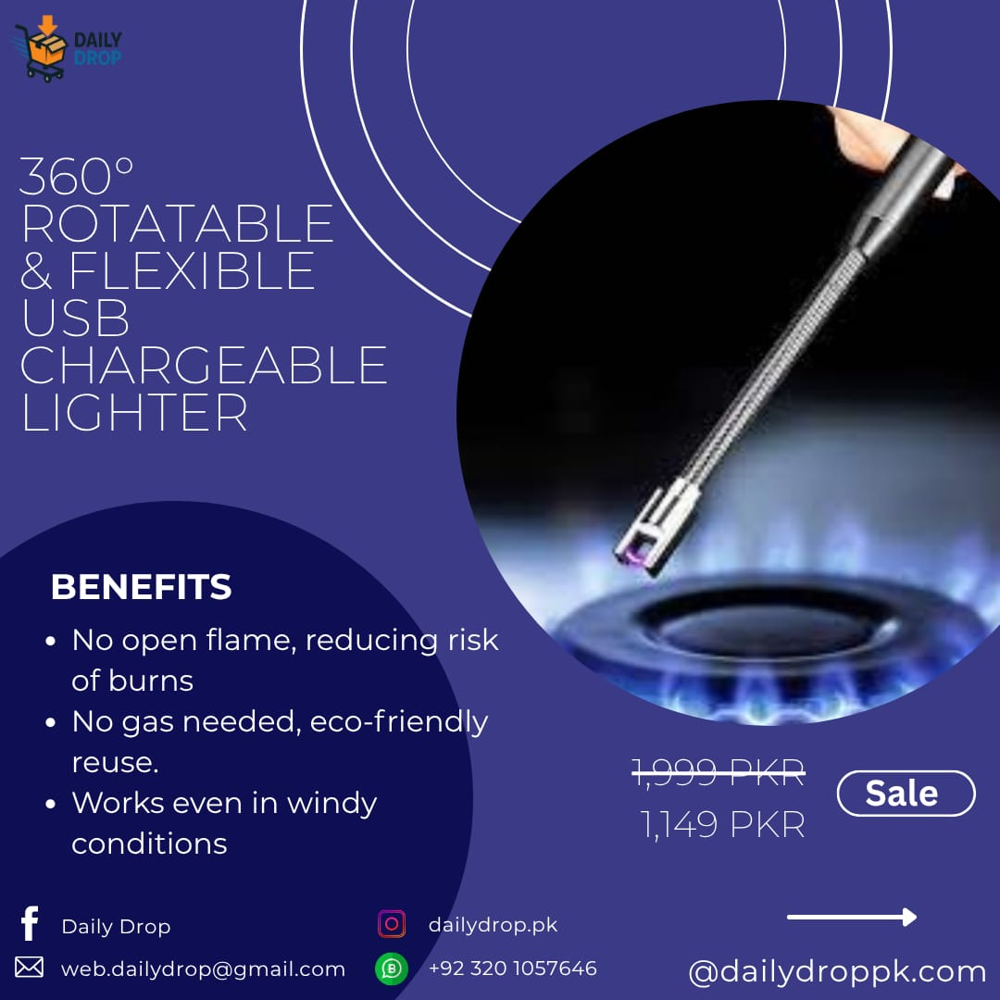 DAILY
DROP
360°
ROTATABLE
& FLEXIBLE
USB
CHARGEABLE
LIGHTER
BENEFITS
• No open flame, reducing risk
of burns
• No gas needed, eco-friendly
reuse.
• Works even in windy
conditions
1,999 PKR
1,149 PKR
Sale
Daily Drop
dailydrop.pk
web.dailydrop@gmail.com
+92 320 1057646
@dailydroppk.com